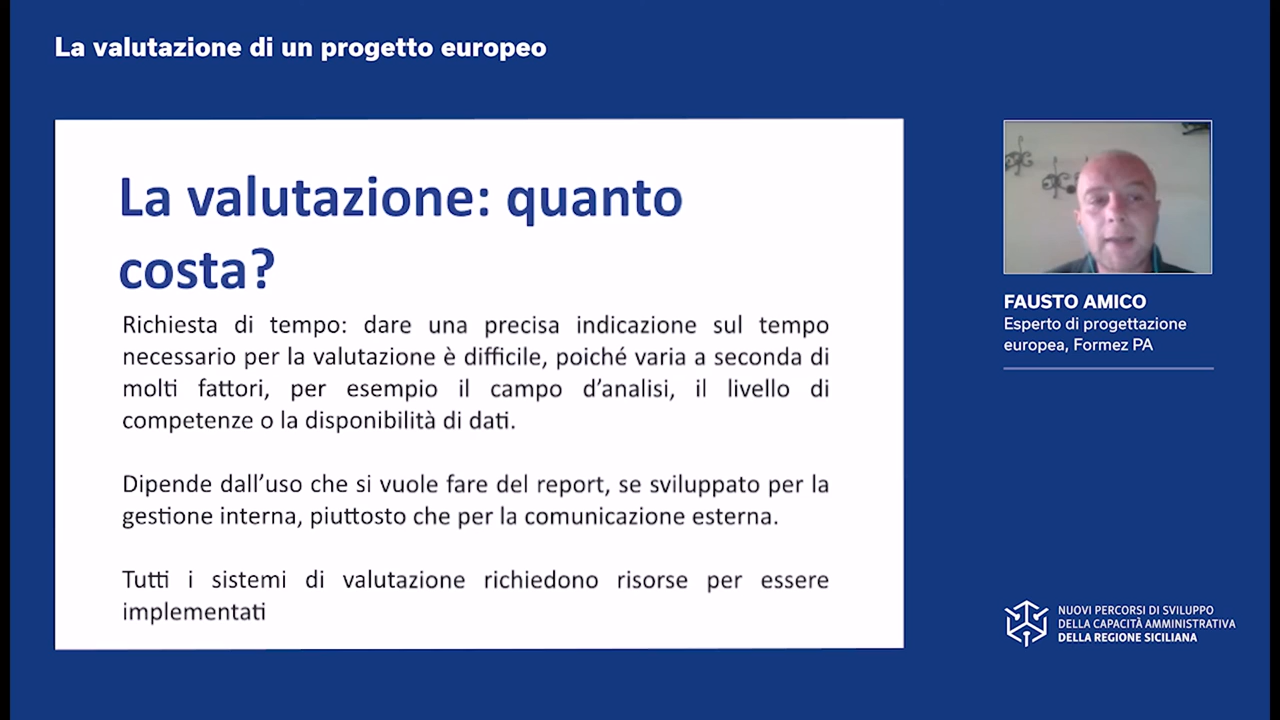 La valutazione di un progetto europeo
La valutazione: quanto
costa?
Richiesta di tempo: dare una precisa indicazione sul tempo
necessario per la valutazione è difficile, poiché varia a seconda di
molti fattori, per esempio il campo d’analisi, il livello di
competenze o la disponibilità di dati.
Dipende dall’uso che si vuole fare del report, se sviluppato per la
gestione interna, piuttosto che per la comunicazione esterna.
Tutti i sistemi di valutazione richiedono risorse per essere
implementati
FAUSTO AMICO
Esperto di progettazione
europea, Formez PA
NUOVI PERCORSI DI SVILUPPO
DELLA CAPACITÀ AMMINISTRATIVA
DELLA REGIONE SICILIANA